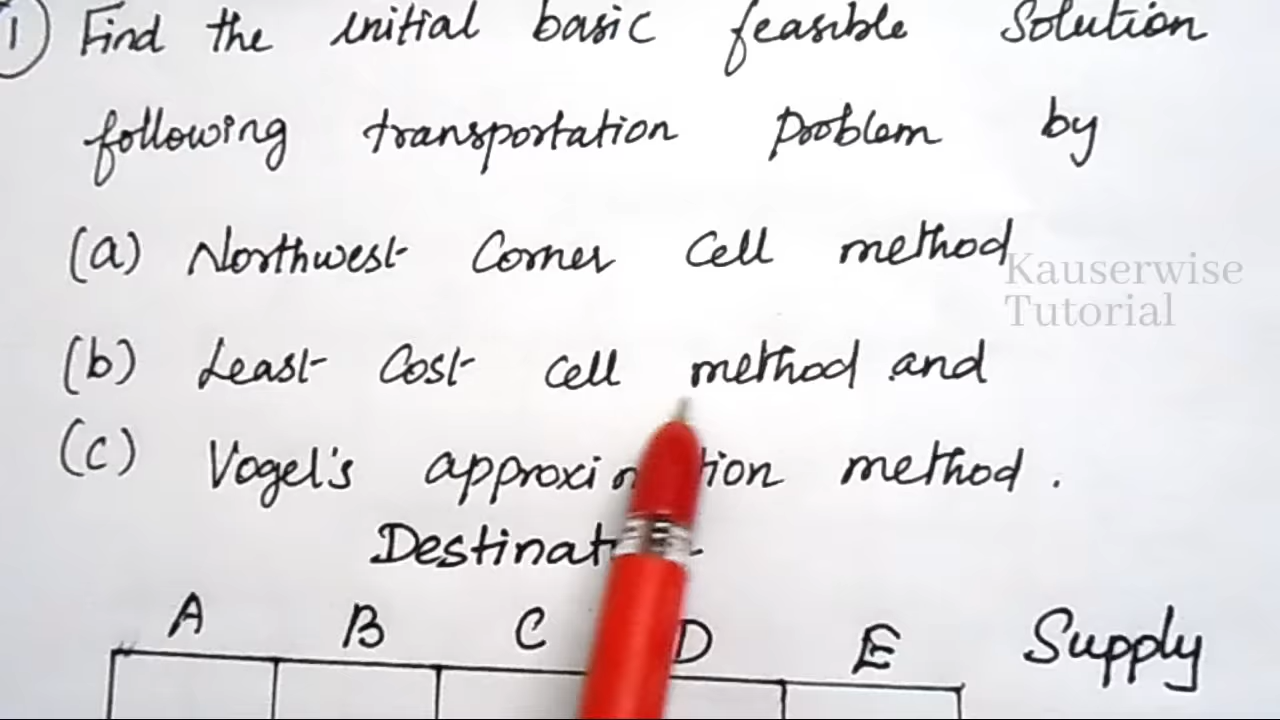 1 Find the initial basic feasible Solution
following transportation problem by
(a) Northwest Corner Cell method
(b) Least Cost cell method and
(c) Vogel's method.
A B C D E Supply
Kauserwise
Tutorial